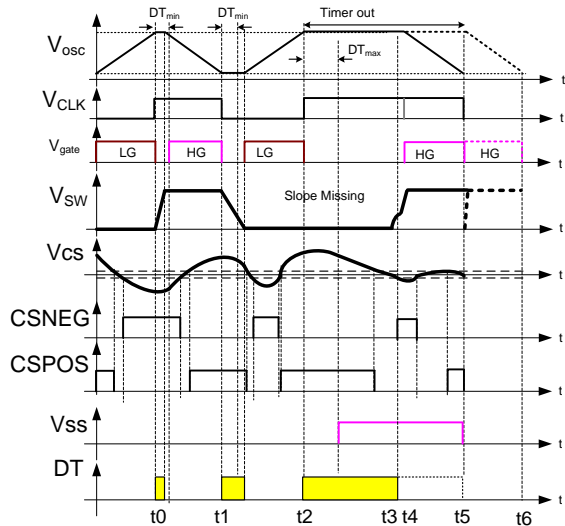 DTmin DTmin Timer out
Vosc
DTmax
t
VCLK
t
Vgate LG HG LG HG HG
t
VSW Slope Missing
t
Vcs
t
CSNEG
t
CSPOS
t
Vss
t
DT
t
t0 t1 t2 t3 t4 t5 t6